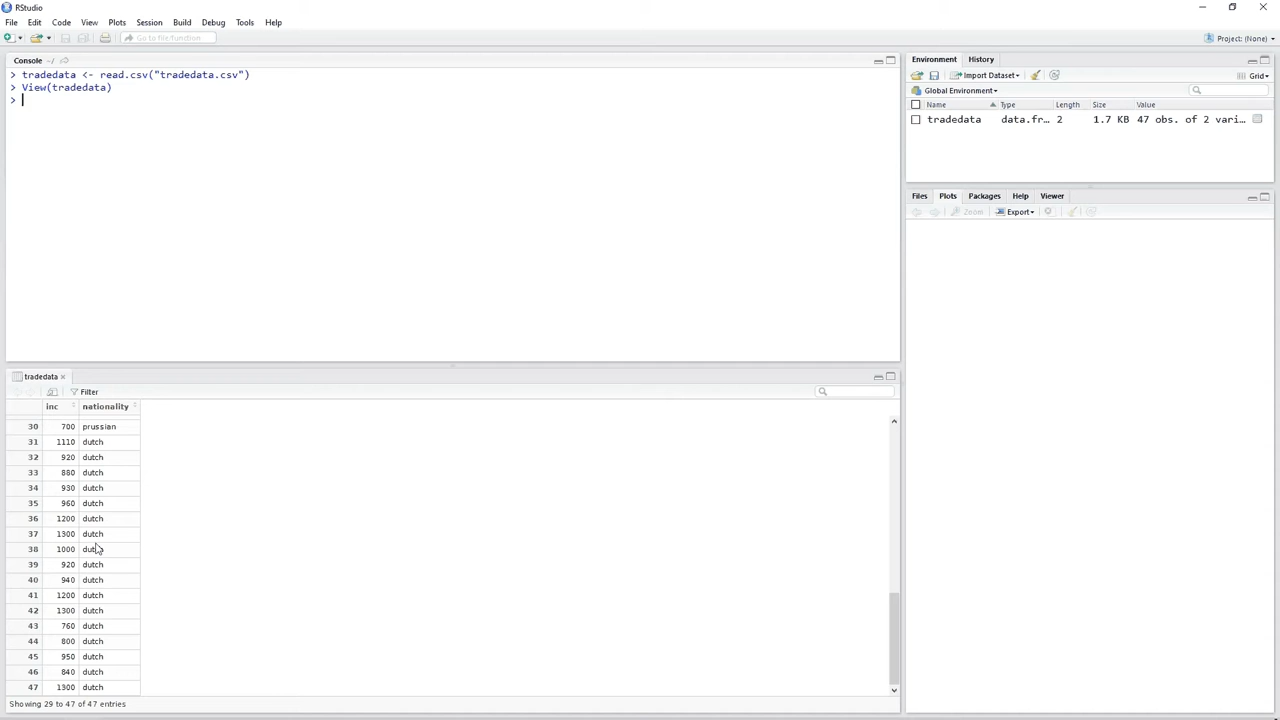 RStudio
File Edit Code View Plots Session Build Debug Tools Help
Go to file/function
Project: (None)
Console ~/
> tradedata <- read.csv("tradedata.csv")
> View(tradedata)
>
Environment History
Import Dataset Grid
Global Environment
Name Type Length Size Value
tradedata data.fr… 2 1.7 KB 47 obs. of 2 vari…
Files Plots Packages Help Viewer
Zoom Export
tradedata
Filter
inc nationality
30 700 prussian
31 1110 dutch
32 920 dutch
33 880 dutch
34 930 dutch
35 960 dutch
36 1200 dutch
37 1300 dutch
38 1000 dutch
39 920 dutch
40 940 dutch
41 1200 dutch
42 1300 dutch
43 760 dutch
44 800 dutch
45 950 dutch
46 840 dutch
47 1300 dutch
Showing 29 to 47 of 47 entries